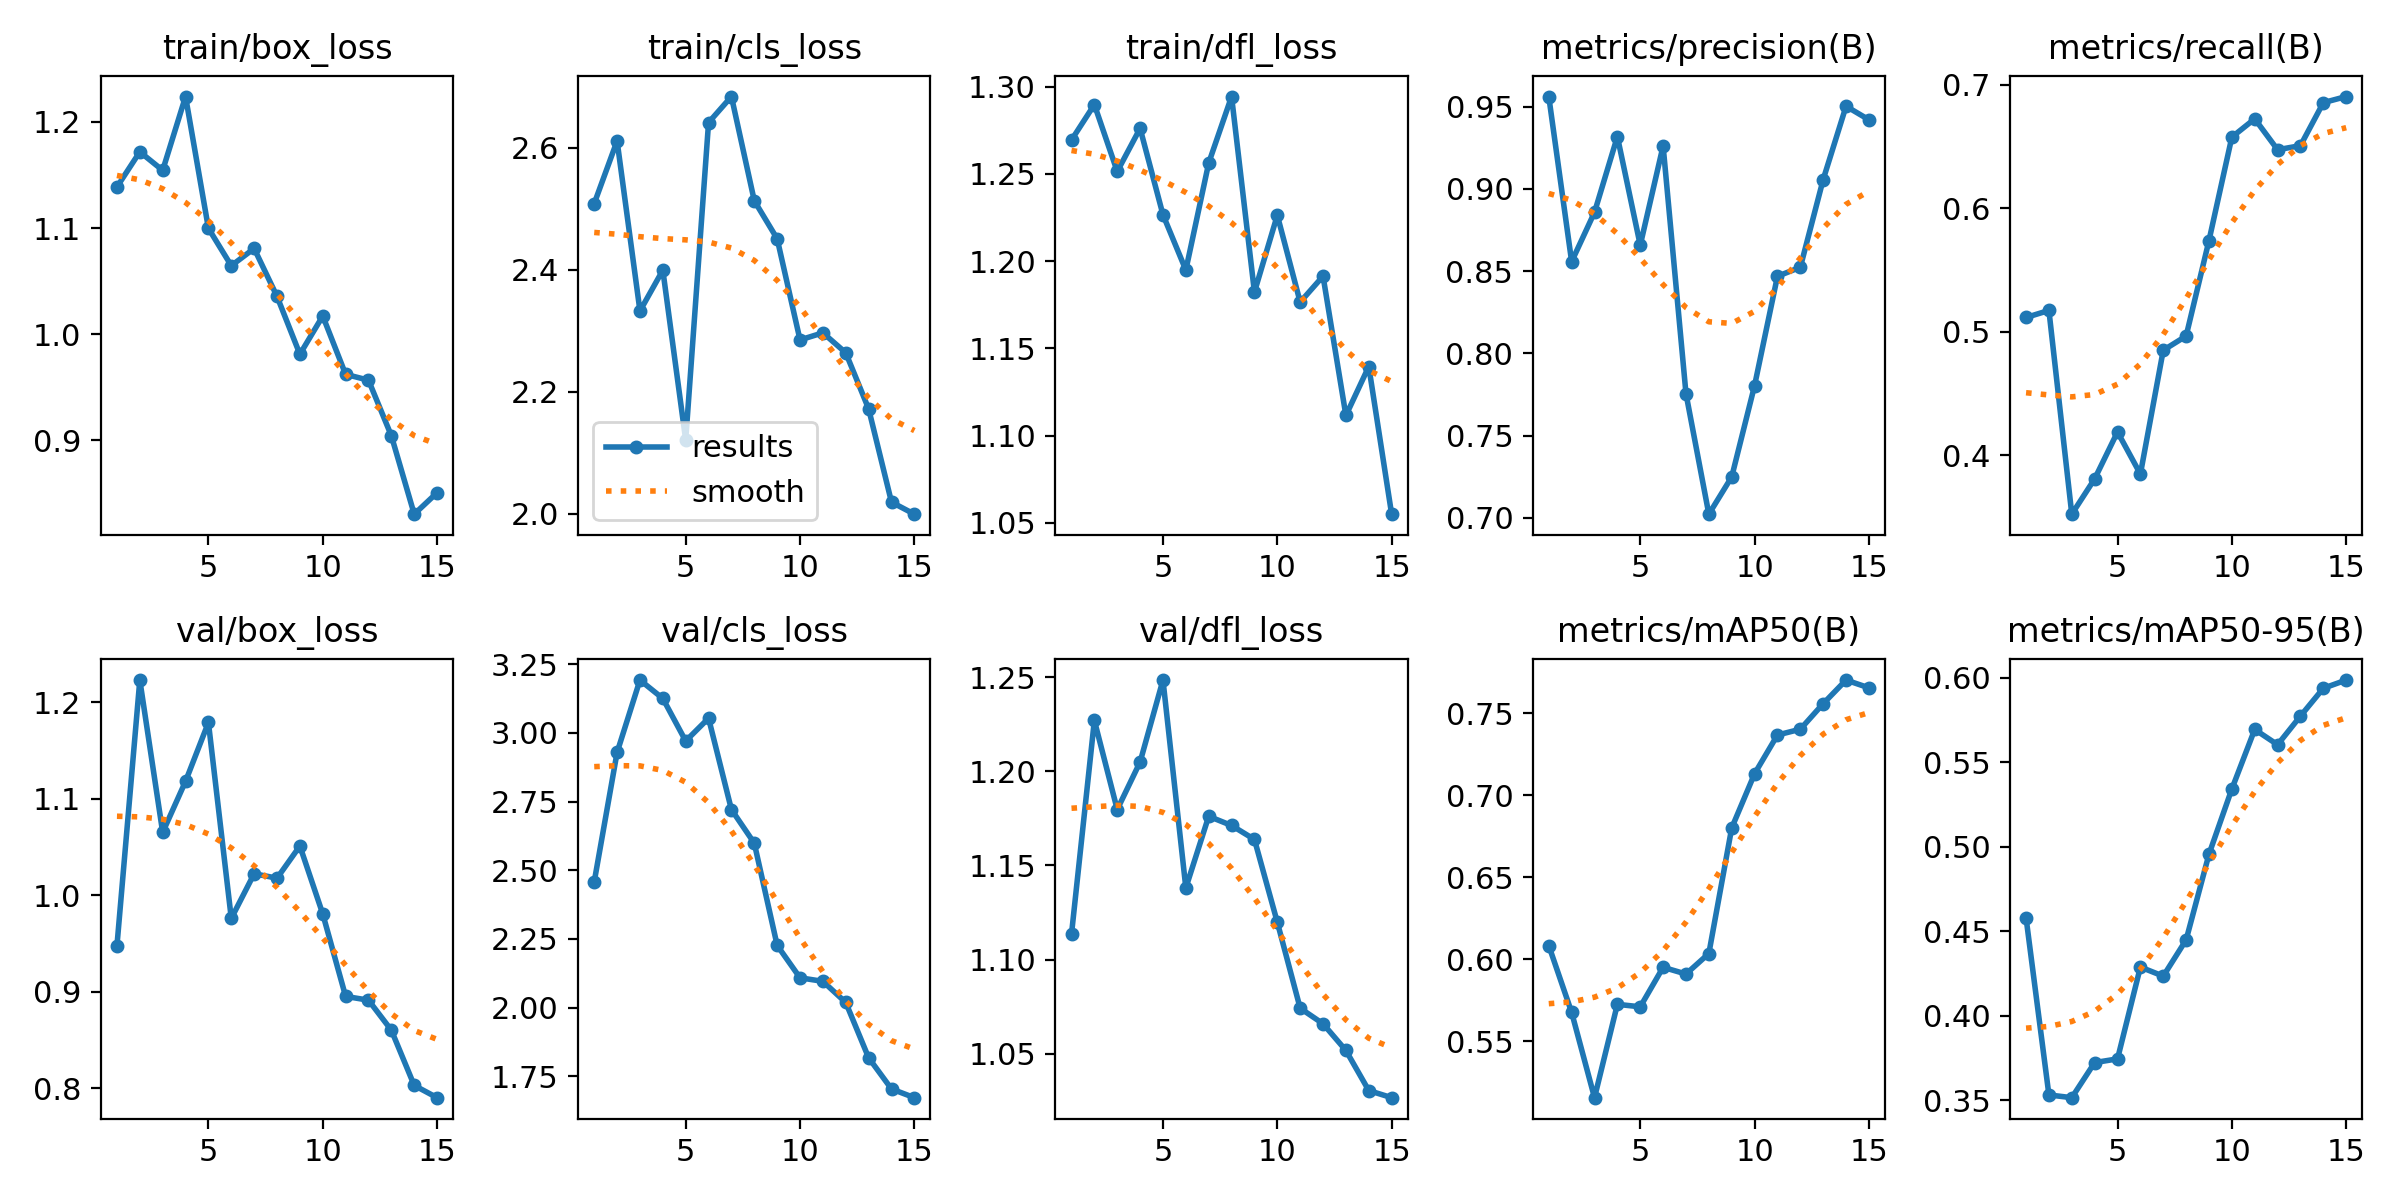 train/box_loss
1.2
1.1
1.0
0.9
5 10 15
train/cls_loss
2.6
2.4
2.2
2.0
results
smooth
5 10 15
train/dfl_loss
1.30
1.25
1.20
1.15
1.10
1.05
5 10 15
metrics/precision(B)
0.95
0.90
0.85
0.80
0.75
0.70
5 10 15
metrics/recall(B)
0.7
0.6
0.5
0.4
5 10 15
val/box_loss
1.2
1.1
1.0
0.9
0.8
5 10 15
val/cls_loss
3.25
3.00
2.75
2.50
2.25
2.00
1.75
5 10 15
val/dfl_loss
1.25
1.20
1.15
1.10
1.05
5 10 15
metrics/mAP50(B)
0.75
0.70
0.65
0.60
0.55
5 10 15
metrics/mAP50-95(B)
0.60
0.55
0.50
0.45
0.40
0.35
5 10 15